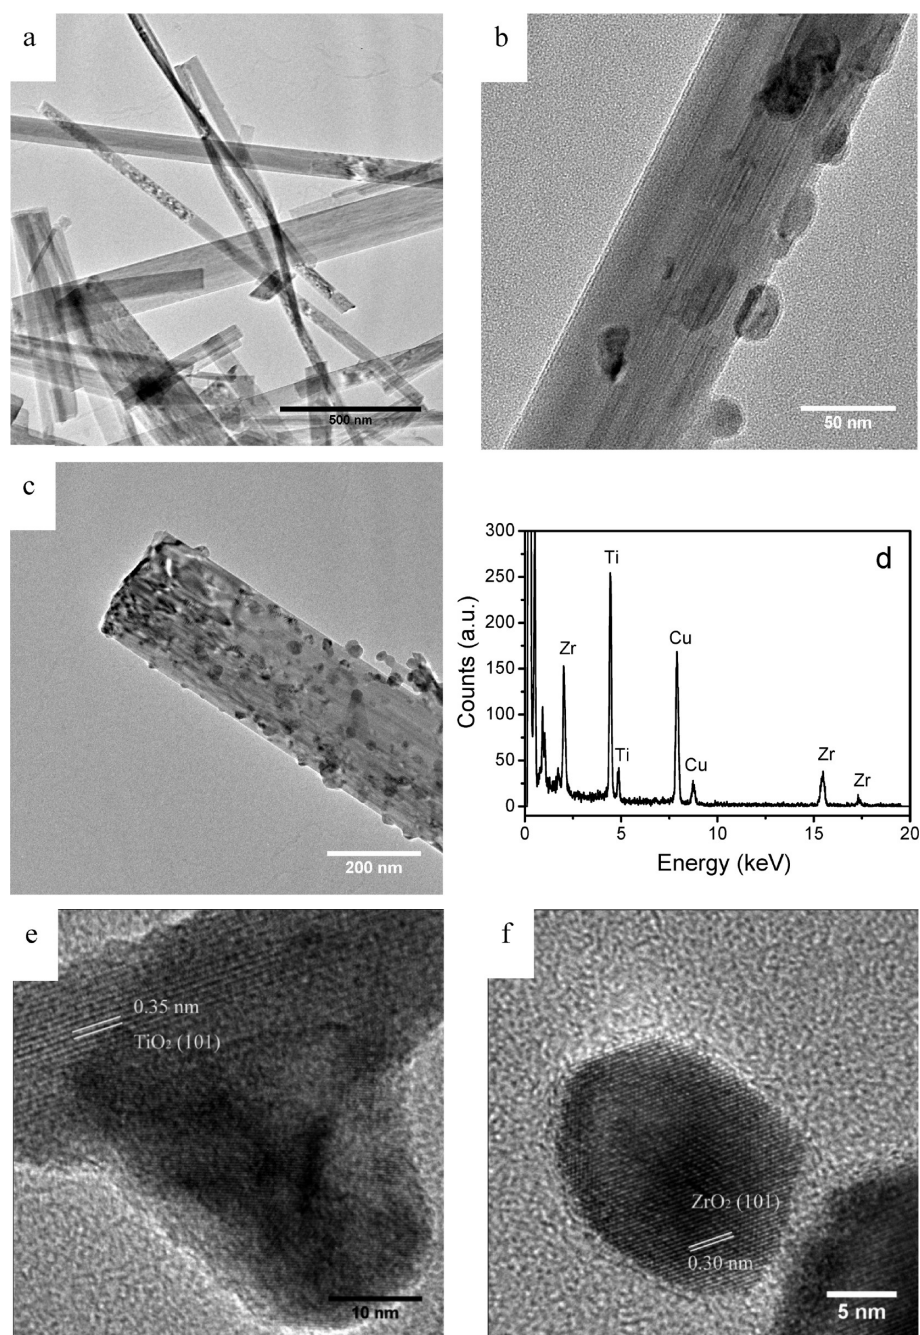 a
500 nm
b
50 nm
c
200 nm
d
300
250
200
150
100
50
0
Counts (a.u.)
Zr
Ti
Ti
Cu
Cu
Zr
Zr
0
5
10
15
20
Energy (keV)
e
0.35 nm
TiO₂ (101)
10 nm
f
ZrO₂ (101)
0.30 nm
5 nm